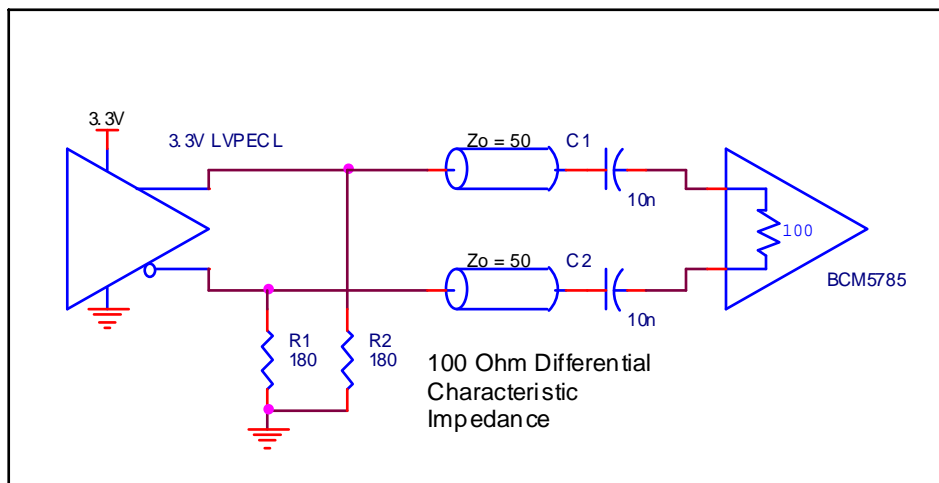 3.3V
3.3V LVPECL
Zo = 50
C1
10n
100
Zo = 50
C2
BCM5785
10n
R1
180
R2
180
100 Ohm Differential
Characteristic
Impedance